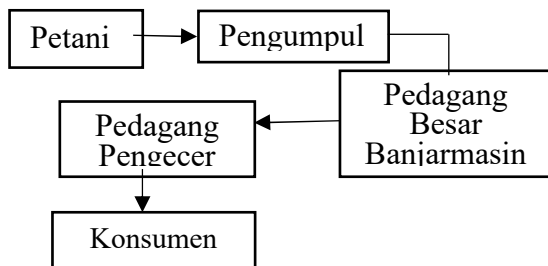 Petani
Pengumpul
Pedagang
Besar
Banjarmasin
Pedagang
Pengecer
Konsumen